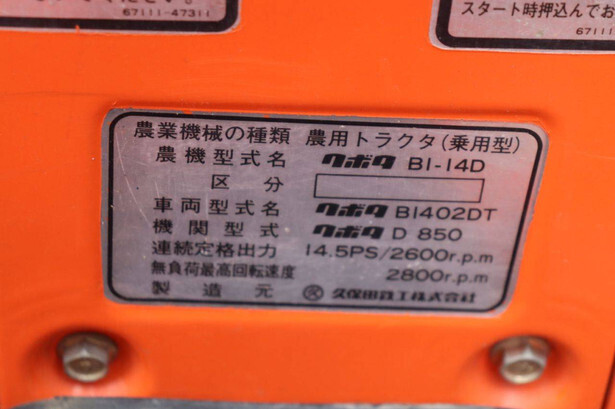 67111-47311
スタート時押込んでお
67111
農業機械の種類 農用トラクタ(乗用型)
農機型式名 クボタ B1-14D
区分
車両型式名 クボタ B1402DT
機関型式 クボタ D 850
連続定格出力 14.5PS/2600r.p.m
無負荷最高回転速度 2800r.p.m
製造元 久保田鉄工株式会社